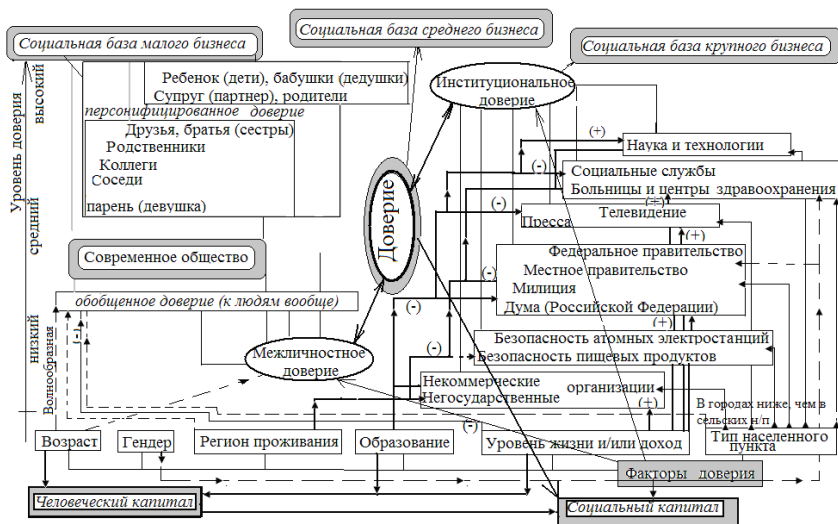 Социальная база малого бизнеса
Социальная база среднего бизнеса
Социальная база крупного бизнеса
Уровень доверия
высокий
средний
низкий
Ребенок (дети), бабушки (дедушки)
Супруг (партнер), родители
персонифицированное доверие
Друзья, братья (сестры)
Родственники
Коллеги
Соседи
парень (девушка)
Институциональное
доверие
(+)
Наука и технологии
(-)
Социальные службы
Больницы и центры здравоохранения
(+)
(-)
Телевидение
Пресса
(+)
Доверие
Современное общество
обобщенное доверие (к людям вообще)
(-)
Федеральное правительство
Местное правительство
Милиция
Дума (Российской Федерации)
(-)
(+)
Межличностное
доверие
(-)
Безопасность атомных электростанций
Безопасность пищевых продуктов
(-)
Волнообразная
Некоммерческие
Негосударственные
организации
(+)
В городах ниже, чем в
сельских н/п
Возраст
Гендер
Регион проживания
Образование
(-)
Уровень жизни и/или доход
Тип населенного
пункта
Факторы доверия
Человеческий капитал
Социальный капитал